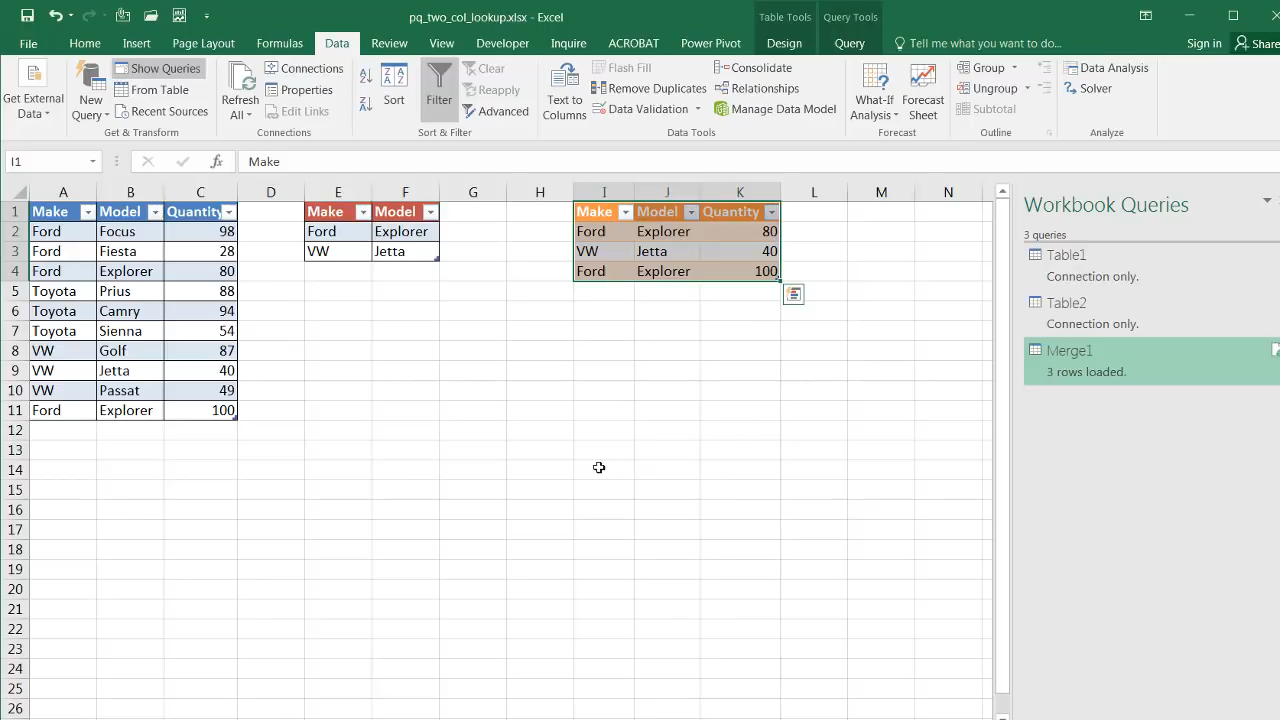 pq_two_col_lookup.xlsx - Excel
Table Tools
Query Tools
File Home Insert Page Layout Formulas Data Review View Developer Inquire ACROBAT Power Pivot Design Query Tell me what you want to do... Sign in Share
Get External Data
New Query
Show Queries
From Table
Recent Sources
Get & Transform
Refresh All
Connections
Properties
Edit Links
Connections
Sort
Filter
Clear
Reapply
Advanced
Sort & Filter
Text to Columns
Flash Fill
Remove Duplicates
Data Validation
Consolidate
Relationships
Manage Data Model
Data Tools
What-If Analysis
Forecast Sheet
Forecast
Group
Ungroup
Subtotal
Outline
Data Analysis
Solver
Analyze
I1 fx Make
A B C D E F G H I J K L M N
1 Make Model Quantity Make Model Make Model Quantity
2 Ford Focus 98 Ford Explorer Ford Explorer 80
3 Ford Fiesta 28 VW Jetta VW Jetta 40
4 Ford Explorer 80 Ford Explorer 100
5 Toyota Prius 88
6 Toyota Camry 94
7 Toyota Sienna 54
8 VW Golf 87
9 VW Jetta 40
10 VW Passat 49
11 Ford Explorer 100
12
13
14
15
16
17
18
19
20
21
22
23
24
25
26
Workbook Queries
3 queries
Table1
Connection only.
Table2
Connection only.
Merge1
3 rows loaded.